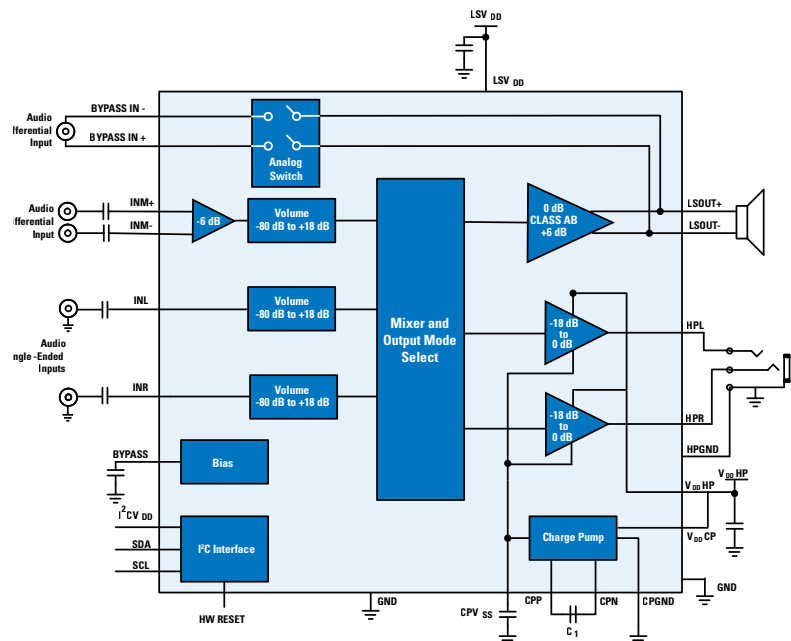 LSV DD
LSV DD
BYPASS IN -
Audio
fferential
Input
BYPASS IN +
Analog
Switch
Audio
fferential
Input
INM+
INM-
-6 dB
Volume
-80 dB to +18 dB
0 dB
CLASS AB
+6 dB
LSOUT+
LSOUT-
INL
Volume
-80 dB to +18 dB
Mixer and
Output Mode
Select
-18 dB
to
0 dB
HPL
Audio
ngle -Ended
Inputs
INR
Volume
-80 dB to +18 dB
-18 dB
to
0 dB
HPR
HPGND
BYPASS
Bias
V DD HP
V DD HP
I²CV DD
SDA
SCL
I²C Interface
Charge Pump
V DD CP
HW RESET
GND
CPV SS
CPP
CPN
CPGND
GND
C1